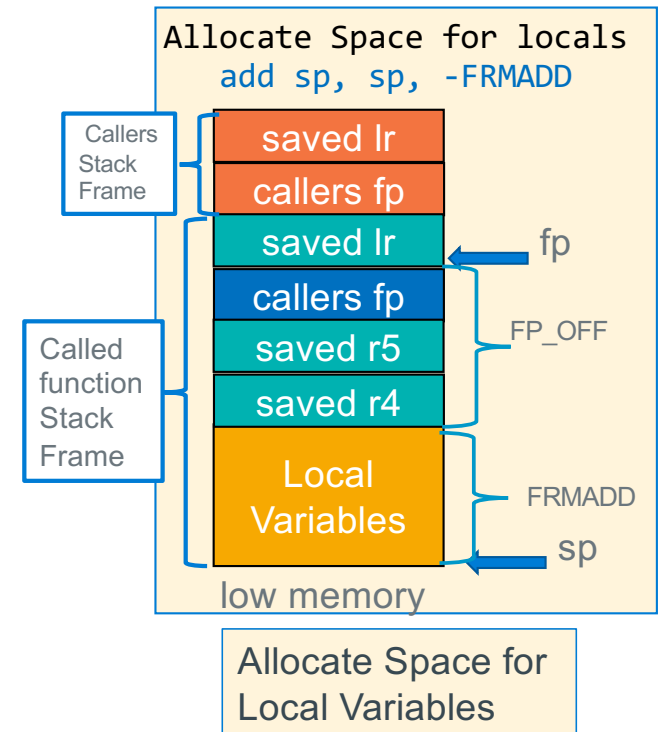 Allocate Space for locals
add sp, sp, -FRMADD
Callers
Stack
Frame
saved lr
callers fp
saved lr
fp
callers fp
FP_OFF
saved r5
Called
function
Stack
Frame
saved r4
Local
Variables
FRMADD
sp
low memory
Allocate Space for
Local Variables